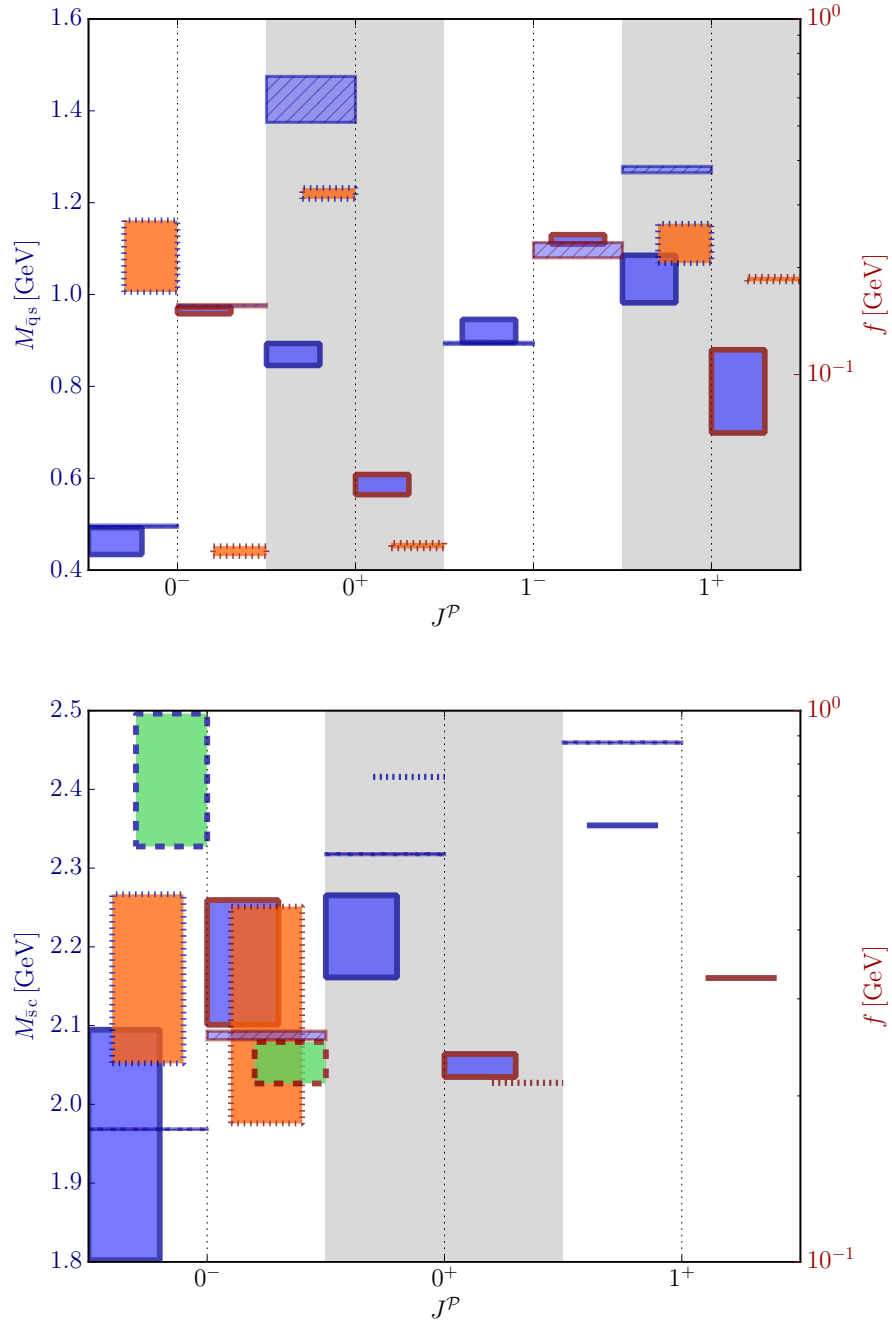 1.6
1.4
1.2
1.0
0.8
0.6
0.4
M_{q̄ s} [GeV]
10^0
10^{-1}
f [GeV]
0^- 0^+ 1^- 1^+
J^𝒫
2.5
2.4
2.3
2.2
2.1
2.0
1.9
1.8
M_{s̄ c} [GeV]
10^0
10^{-1}
f [GeV]
0^- 0^+ 1^+
J^𝒫